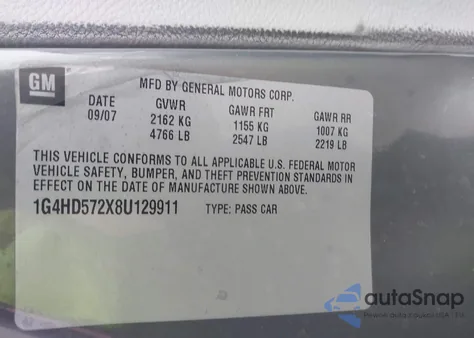 GM
MFD BY GENERAL MOTORS CORP.
DATE GVWR GAWR FRT GAWR RR
09/07 2162 KG 1155 KG 1007 KG
4766 LB 2547 LB 2219 LB
THIS VEHICLE CONFORMS TO ALL APPLICABLE U.S. FEDERAL MOTOR
VEHICLE SAFETY, BUMPER, AND THEFT PREVENTION STANDARDS IN
EFFECT ON THE DATE OF MANUFACTURE SHOWN ABOVE.
1G4HD572X8U129911 TYPE: PASS CAR
autoSnap